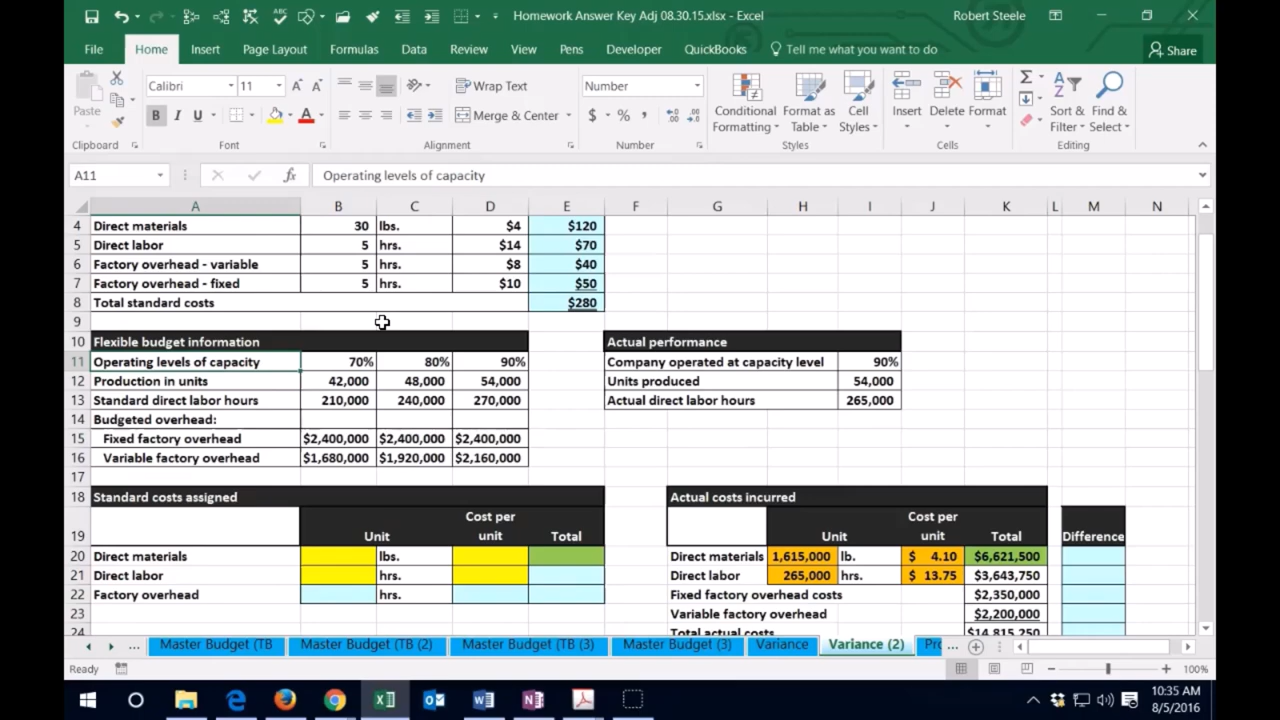 Homework Answer Key Adj 08.30.15.xlsx - Excel
Robert Steele
File Home Insert Page Layout Formulas Data Review View Pens Developer QuickBooks Tell me what you want to do Share
Paste
Calibri 11 A A
B I U A
Wrap Text
Merge & Center
Number
$ % ,
Conditional Formatting
Format as Table
Cell Styles
Insert
Delete
Format
Sort & Filter
Find & Select
Clipboard Font Alignment Number Styles Cells Editing
A11 fx Operating levels of capacity
A B C D E F G H I J K L M N
4 Direct materials 30 lbs. $4 $120
5 Direct labor 5 hrs. $14 $70
6 Factory overhead - variable 5 hrs. $8 $40
7 Factory overhead - fixed 5 hrs. $10 $50
8 Total standard costs $280
9
10 Flexible budget information Actual performance
11 Operating levels of capacity 70% 80% 90% Company operated at capacity level 90%
12 Production in units 42,000 48,000 54,000 Units produced 54,000
13 Standard direct labor hours 210,000 240,000 270,000 Actual direct labor hours 265,000
14 Budgeted overhead:
15 Fixed factory overhead $2,400,000 $2,400,000 $2,400,000
16 Variable factory overhead $1,680,000 $1,920,000 $2,160,000
17
18 Standard costs assigned Actual costs incurred
Cost per Cost per
19 Unit unit Total Unit unit Total Difference
20 Direct materials lbs. Direct materials 1,615,000 lb. $ 4.10 $6,621,500
21 Direct labor hrs. Direct labor 265,000 hrs. $ 13.75 $3,643,750
22 Factory overhead hrs. Fixed factory overhead costs $2,350,000
23 Variable factory overhead $2,200,000
24 Total actual costs $14,815,250
... Master Budget (TB Master Budget (TB (2) Master Budget (TB (3) Master Budget (3) Variance Variance (2) Pro ...
Ready 100%
10:35 AM
8/5/2016